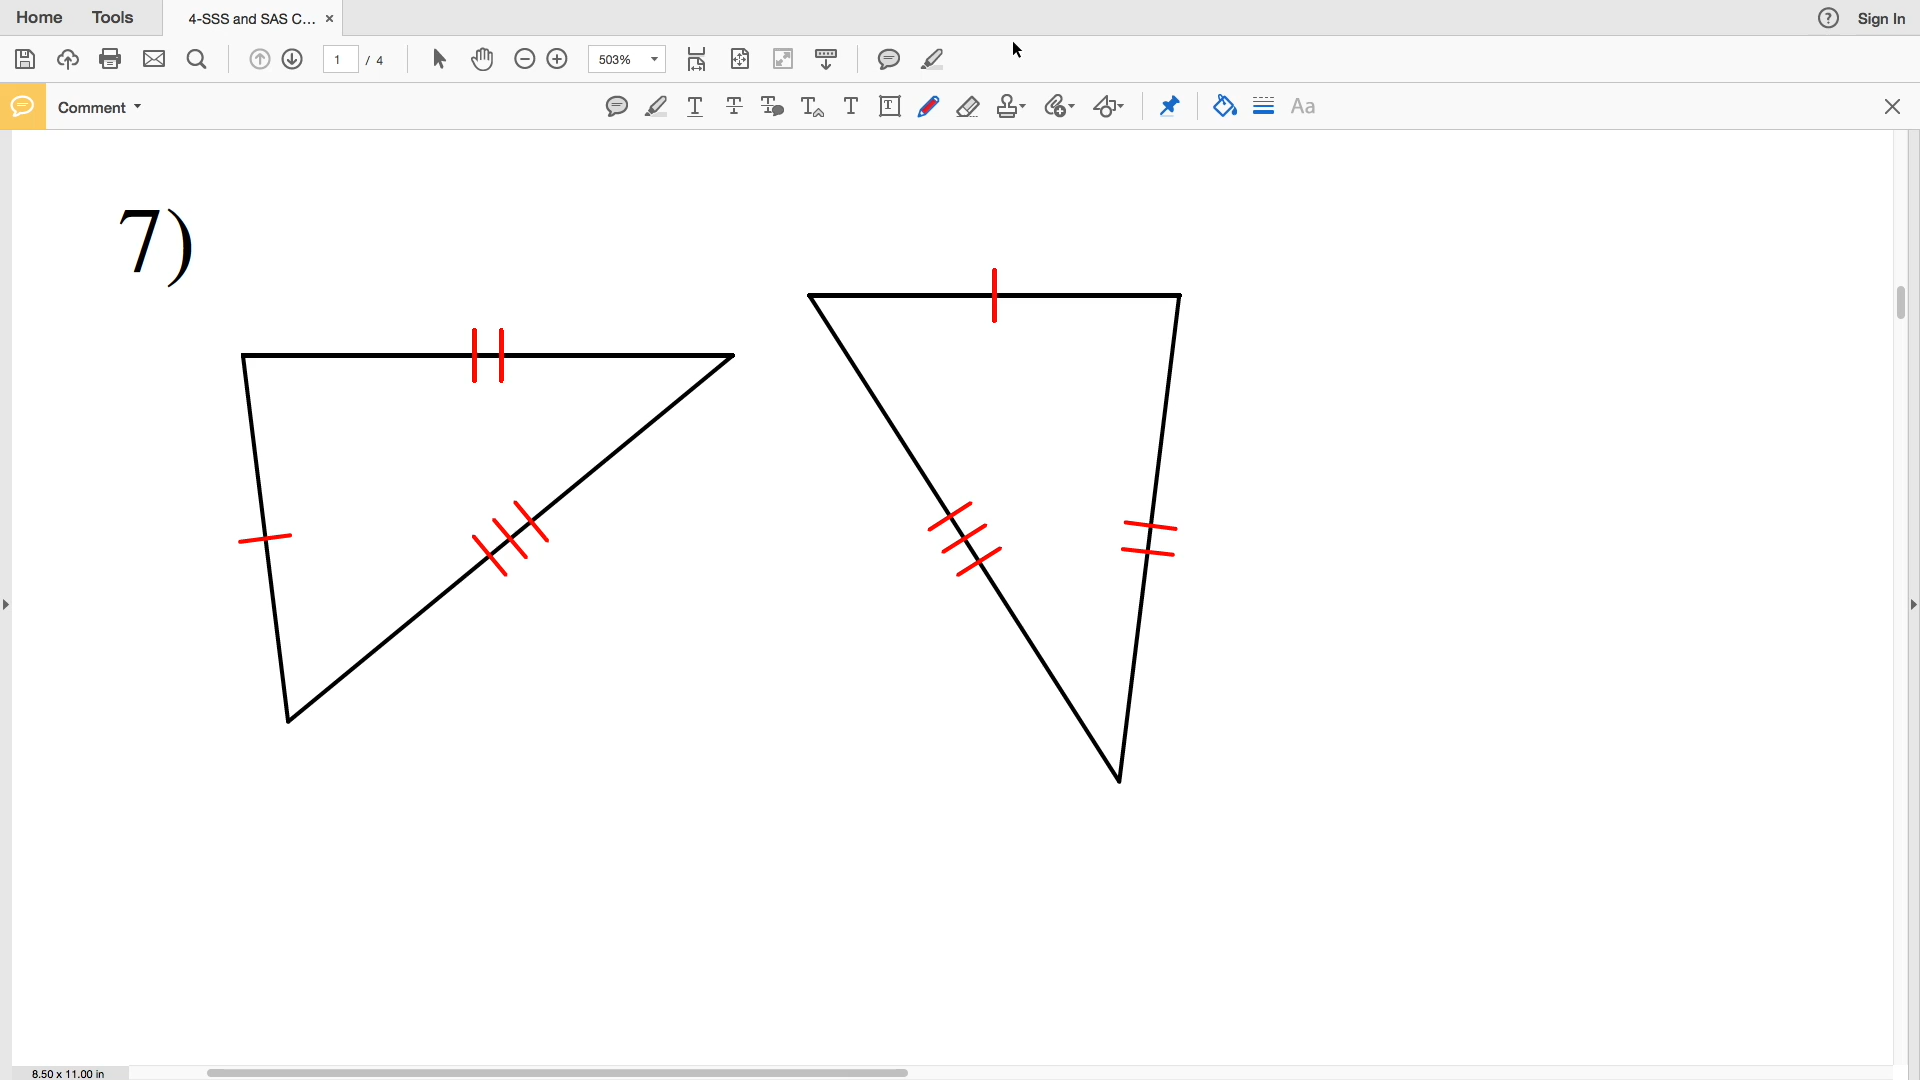 Home Tools 4-SSS and SAS C... × ? Sign In
1 / 4 503%
Comment T T T T T T Aa
7)
8.50 x 11.00 in